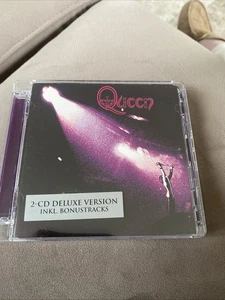 Queen
2-CD DELUXE VERSION
INKL. BONUSTRACKS